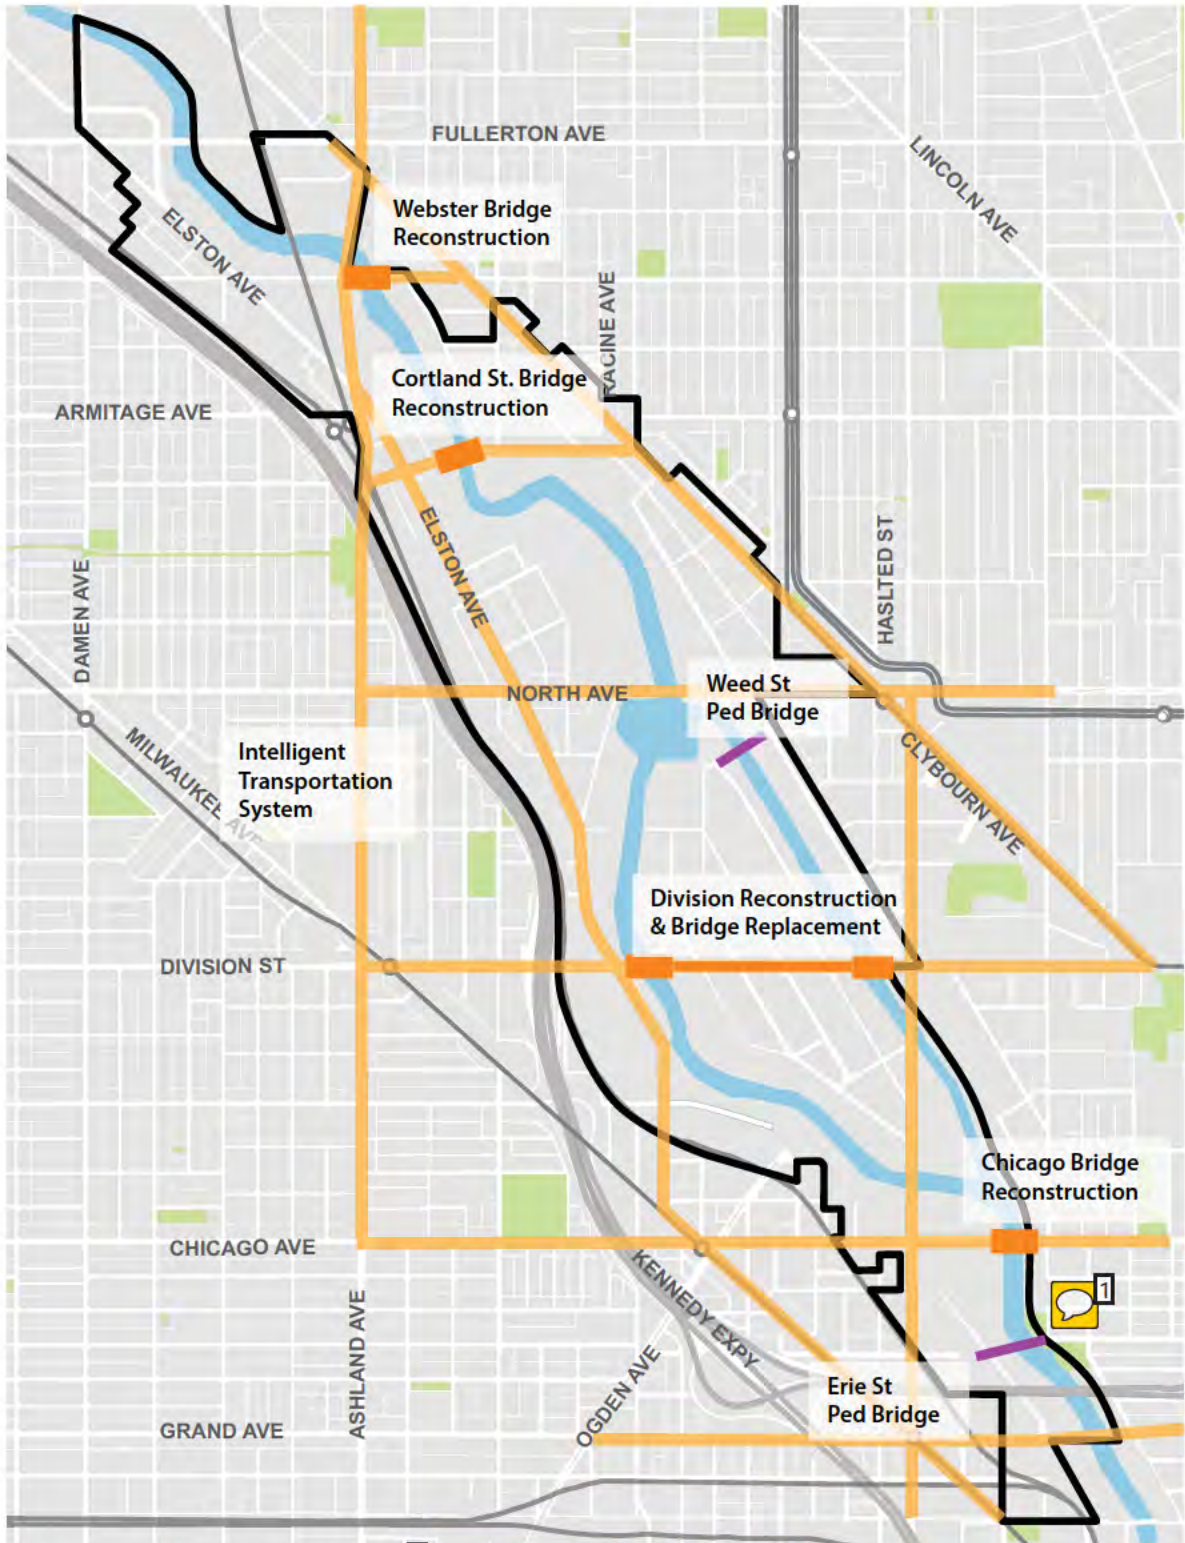 FULLERTON AVE
LINCOLN AVE
Webster Bridge
Reconstruction
ELSTON AVE
RACINE AVE
Cortland St. Bridge
Reconstruction
ARMITAGE AVE
ELSTON AVE
HASLTED ST
DAMEN AVE
NORTH AVE
Weed St
Ped Bridge
MILWAUKEE AVE
Intelligent
Transportation
System
CLYBOURN AVE
Division Reconstruction
& Bridge Replacement
DIVISION ST
Chicago Bridge
Reconstruction
CHICAGO AVE
KENNEDY EXPY
1
ASHLAND AVE
OGDEN AVE
Erie St
Ped Bridge
GRAND AVE